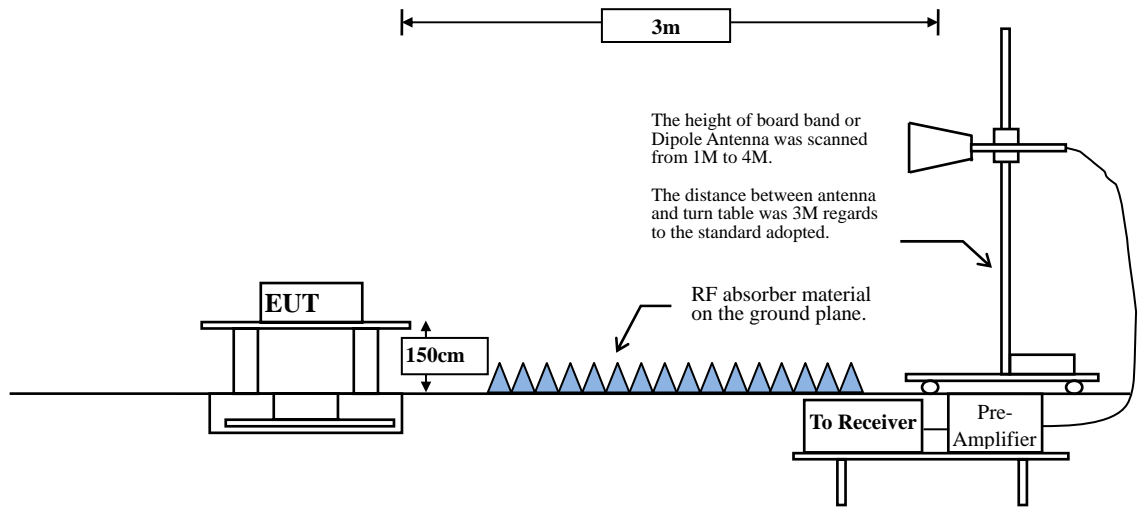 3m
The height of board band or
Dipole Antenna was scanned
from 1M to 4M.
The distance between antenna
and turn table was 3M regards
to the standard adopted.
EUT
RF absorber material
on the ground plane.
150cm
To Receiver
Pre-
Amplifier